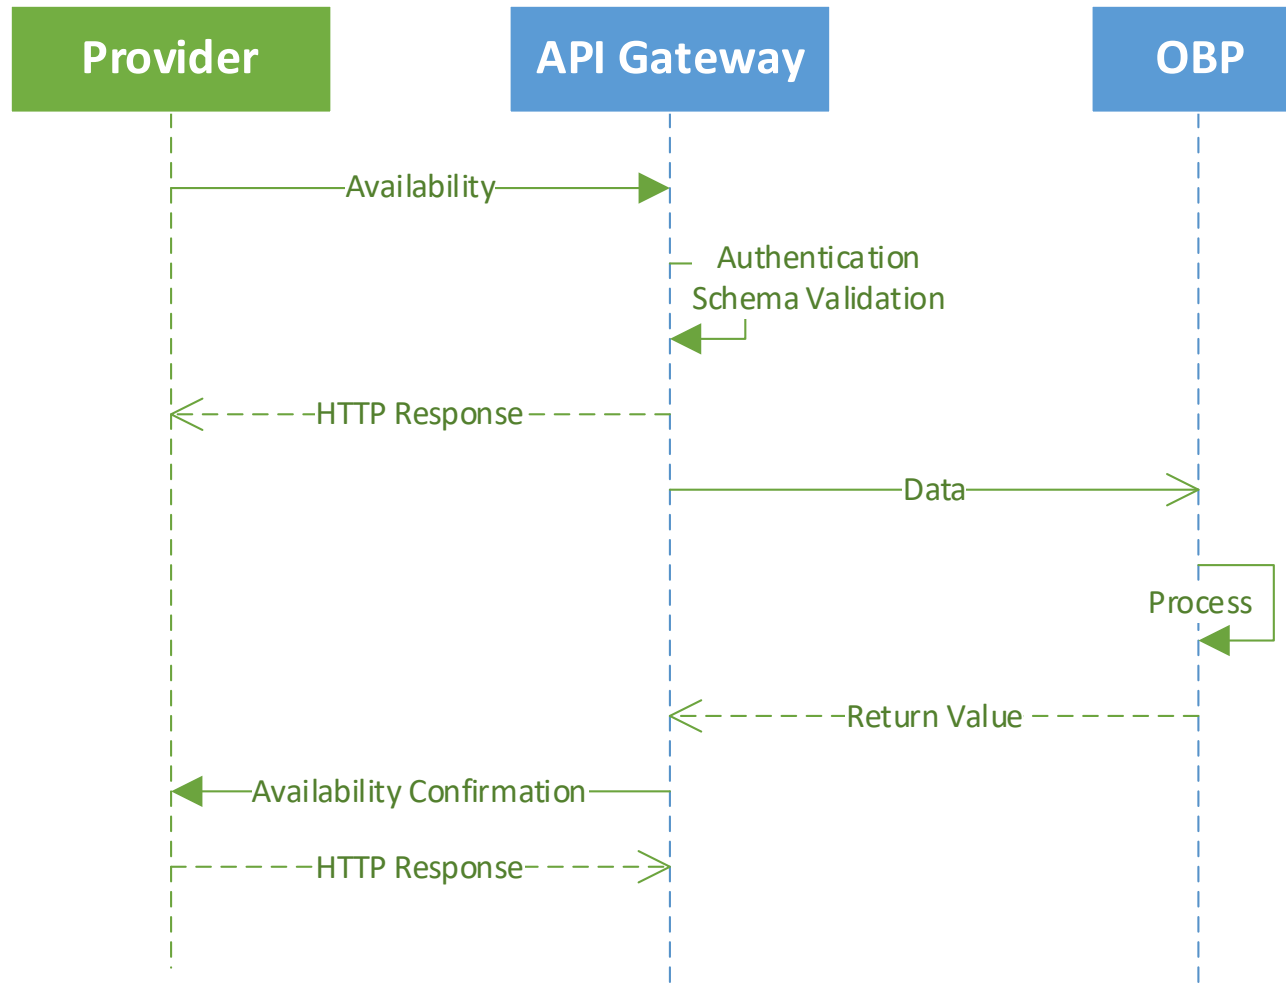 Provider
API Gateway
OBP
Availability
Authentication
Schema Validation
HTTP Response
Data
Process
Return Value
Availability Confirmation
HTTP Response